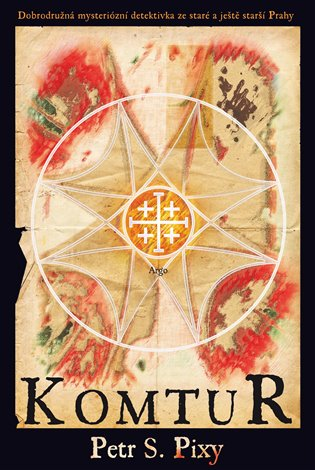 Dobrodružná mysteriózní detektivka ze staré a ještě starší Prahy
Argo
KOMTUR
Petr S. Pixy